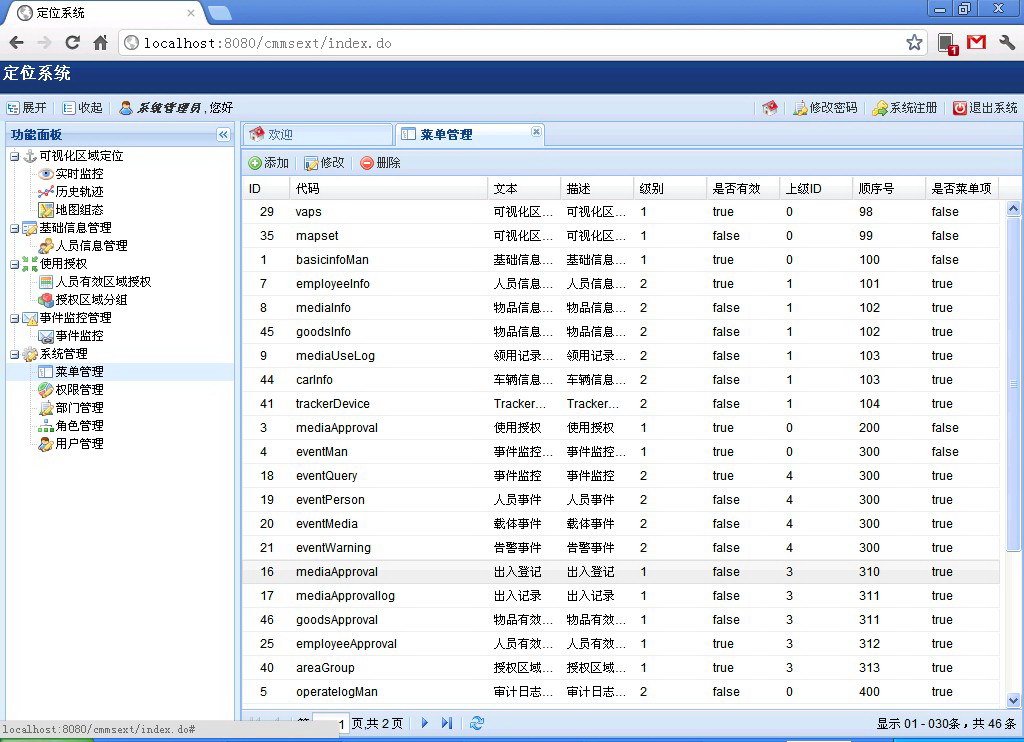 定位系统
localhost:8080/cmmsext/index.do
1
定位系统
展开 收起 系统管理员,您好 修改密码 系统注册 退出系统
功能面板
可视化区域定位
实时监控
历史轨迹
地图组态
基础信息管理
人员信息管理
使用授权
人员有效区域授权
授权区域分组
事件监控管理
事件监控
系统管理
菜单管理
权限管理
部门管理
角色管理
用户管理
欢迎 菜单管理
添加 修改 删除
ID 代码 文本 描述 级别 是否有效 上级ID 顺序号 是否菜单项
29 vaps 可视化区... 可视化区... 1 true 0 98 false
35 mapset 可视化区... 可视化区... 1 false 0 99 false
1 basicinfoMan 基础信息... 基础信息... 1 true 0 100 false
7 employeeInfo 人员信息... 人员信息... 2 true 1 101 true
8 mediaInfo 物品信息... 物品信息... 2 false 1 102 true
45 goodsInfo 物品信息... 物品信息... 2 false 1 102 true
9 mediaUseLog 领用记录... 领用记录... 2 false 1 103 true
44 carInfo 车辆信息... 车辆信息... 2 false 1 103 true
41 trackerDevice Tracker... Tracker... 2 false 1 104 true
3 mediaApproval 使用授权 使用授权 1 true 0 200 false
4 eventMan 事件监控... 事件监控... 1 true 0 300 false
18 eventQuery 事件监控 事件监控 2 true 4 300 true
19 eventPerson 人员事件 人员事件 2 false 4 300 true
20 eventMedia 载体事件 载体事件 2 false 4 300 true
21 eventWarning 告警事件 告警事件 2 false 4 300 true
16 mediaApproval 出入登记 出入登记 1 false 3 310 true
17 mediaApprovallog 出入记录 出入记录 1 false 3 311 true
46 goodsApproval 物品有效... 物品有效... 1 false 3 311 true
25 employeeApproval 人员有效... 人员有效... 1 true 3 312 true
40 areaGroup 授权区域... 授权区域... 1 true 3 313 true
5 operatelogMan 审计日志... 审计日志... 2 false 0 400 true
第 1 页,共 2 页 显示 01 - 030条，共 46 条
localhost:8080/cmmsext/index.do#